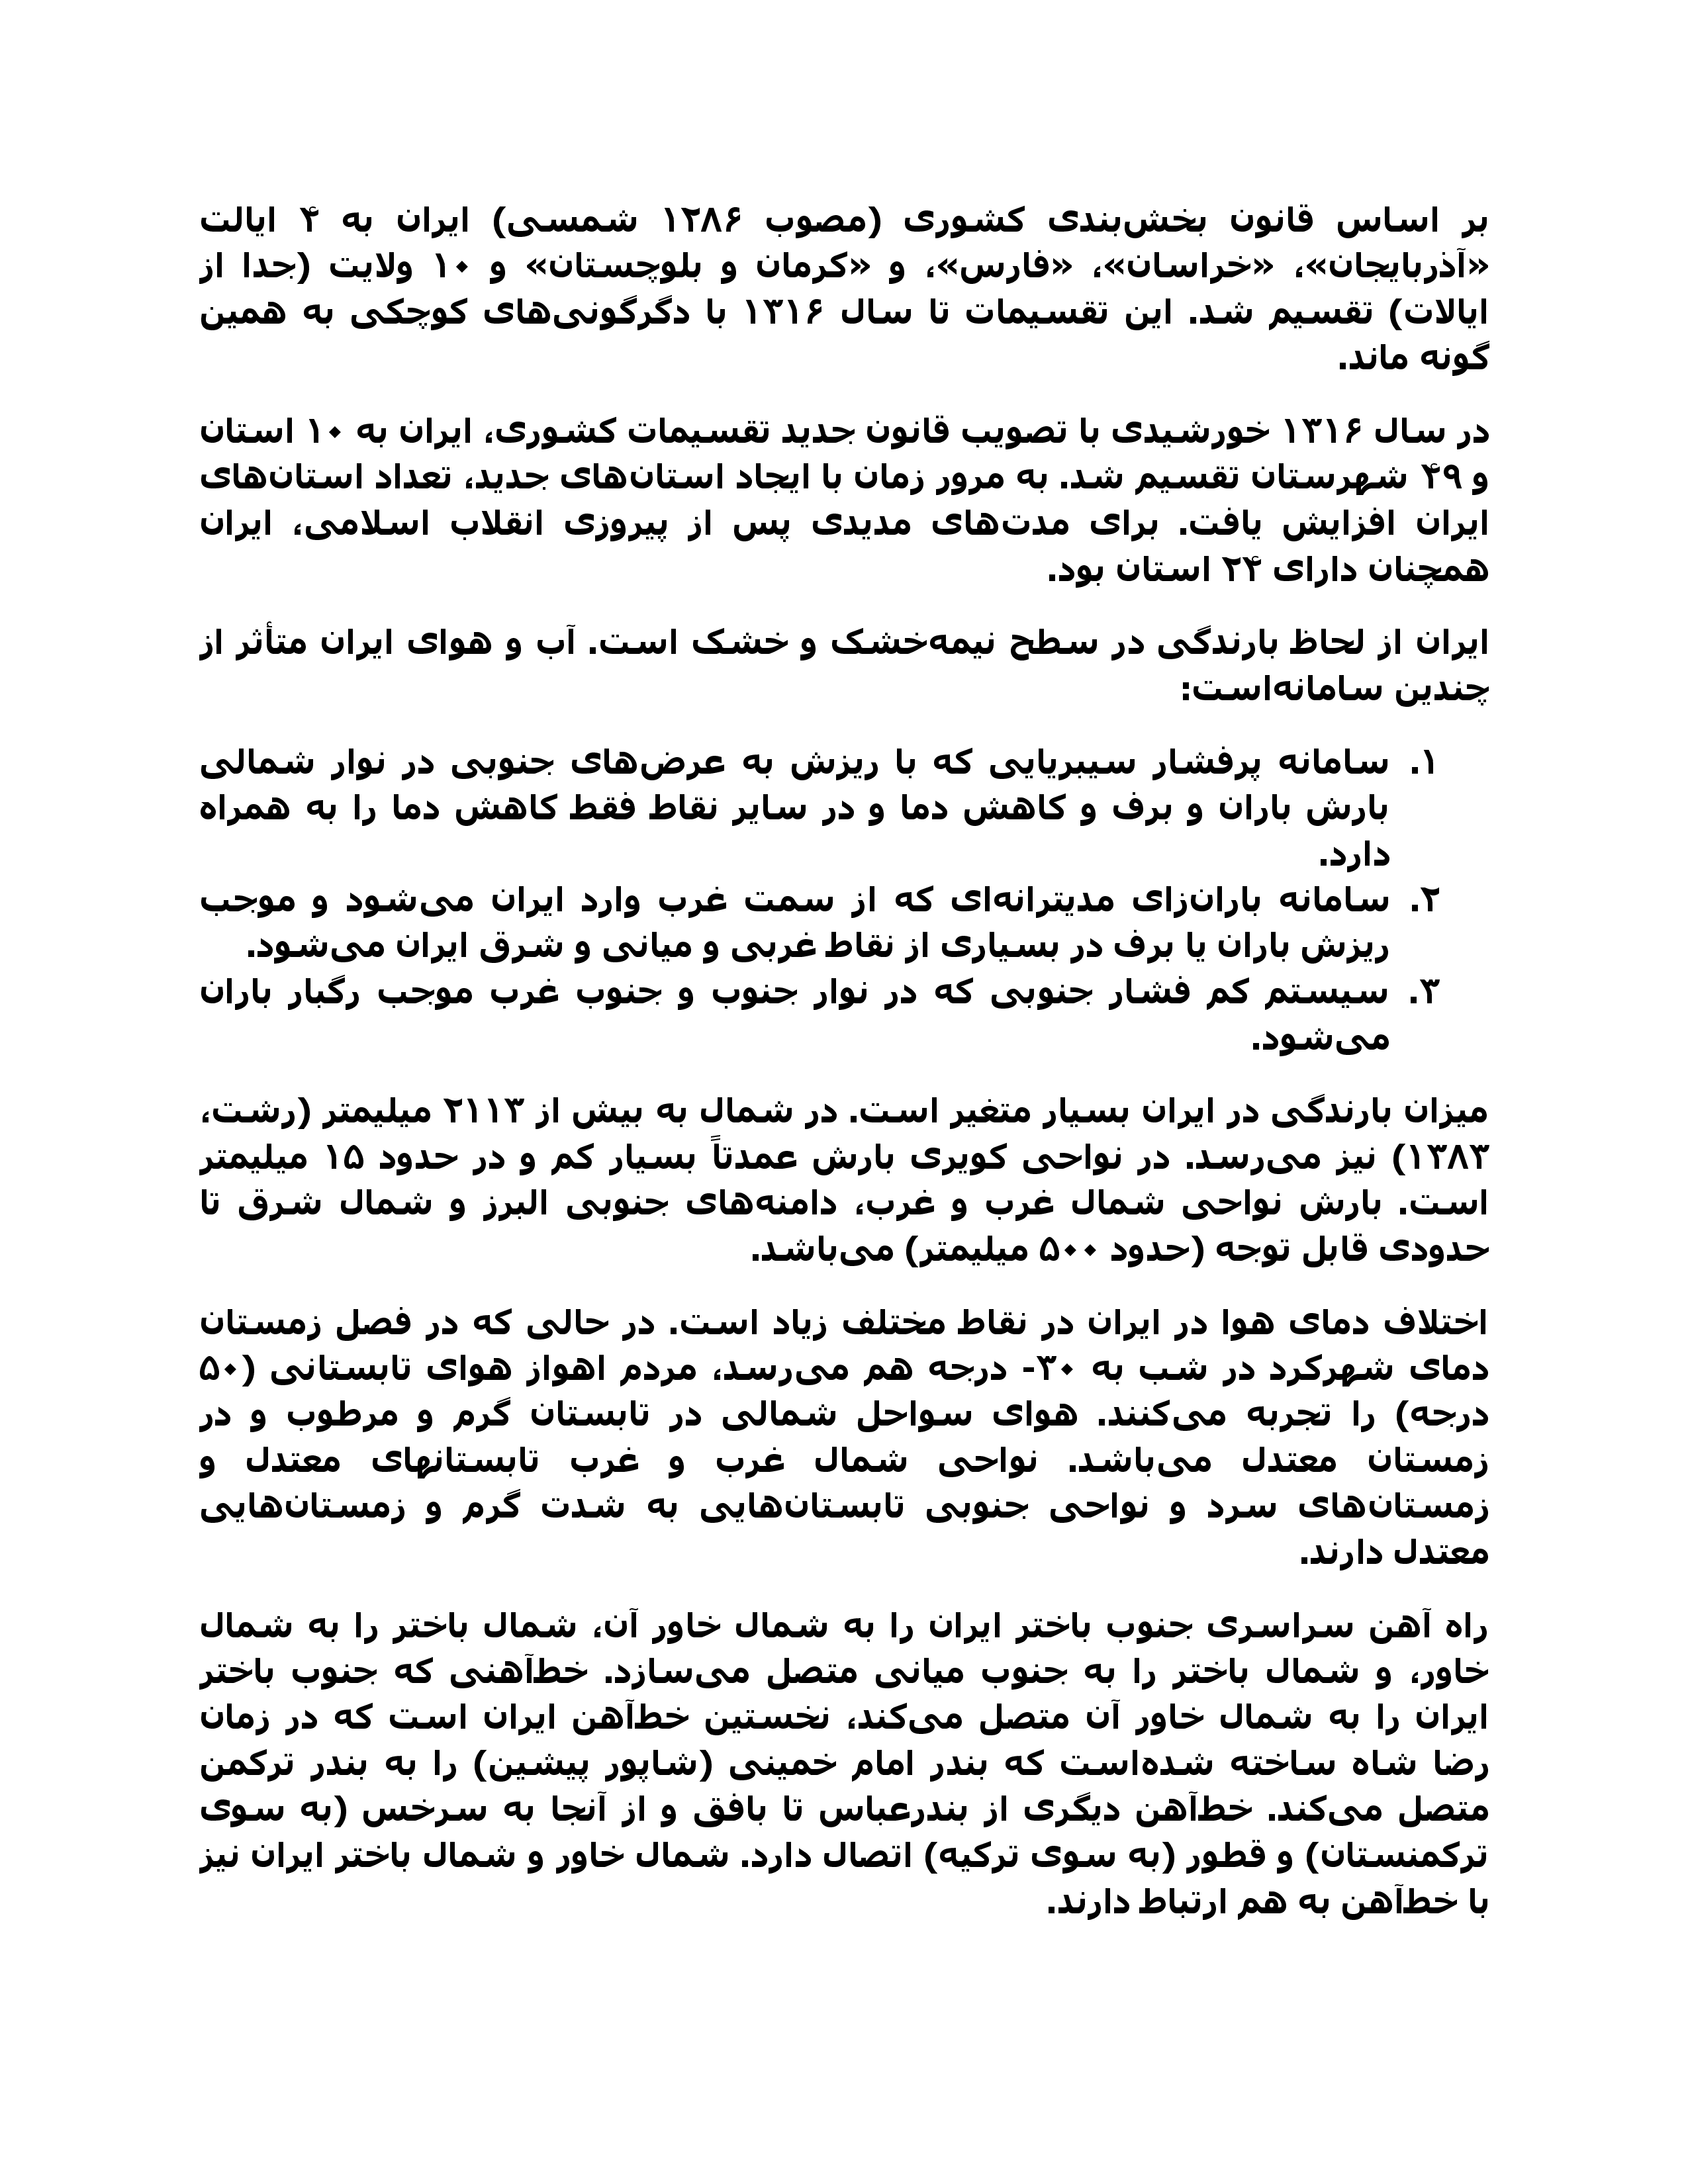 بر اساس قانون بخش‌بندی کشوری (مصوب ۱۲۸۶ شمسی) ایران به ۴ ایالت
«آذربایجان»، «خراسان»، «فارس»، و «کرمان و بلوچستان» و ۱۰ ولایت (جدا از
ایالات) تقسیم شد. این تقسیمات تا سال ۱۳۱۶ با دگرگونی‌های کوچکی به همین
گونه ماند.
در سال ۱۳۱۶ خورشیدی با تصویب قانون جدید تقسیمات کشوری، ایران به ۱۰ استان
و ۴۹ شهرستان تقسیم شد. به مرور زمان با ایجاد استان‌های جدید، تعداد استان‌های
ایران افزایش یافت. برای مدت‌های مدیدی پس از پیروزی انقلاب اسلامی، ایران
همچنان دارای ۲۴ استان بود.
ایران از لحاظ بارندگی در سطح نیمه‌خشک و خشک است. آب و هوای ایران متأثر از
چندین سامانه‌است:
۱. سامانه پرفشار سیبریایی که با ریزش به عرض‌های جنوبی در نوار شمالی
بارش باران و برف و کاهش دما و در سایر نقاط فقط کاهش دما را به همراه
دارد.
۲. سامانه باران‌زای مدیترانه‌ای که از سمت غرب وارد ایران می‌شود و موجب
ریزش باران یا برف در بسیاری از نقاط غربی و میانی و شرق ایران می‌شود.
۳. سیستم کم فشار جنوبی که در نوار جنوب و جنوب غرب موجب رگبار باران
می‌شود.
میزان بارندگی در ایران بسیار متغیر است. در شمال به بیش از ۲۱۱۳ میلیمتر (رشت،
۱۳۸۳) نیز می‌رسد. در نواحی کویری بارش عمدتاً بسیار کم و در حدود ۱۵ میلیمتر
است. بارش نواحی شمال غرب و غرب، دامنه‌های جنوبی البرز و شمال شرق تا
حدودی قابل توجه (حدود ۵۰۰ میلیمتر) می‌باشد.
اختلاف دمای هوا در ایران در نقاط مختلف زیاد است. در حالی که در فصل زمستان
دمای شهرکرد در شب به ۳۰- درجه هم می‌رسد، مردم اهواز هوای تابستانی (۵۰
درجه) را تجربه می‌کنند. هوای سواحل شمالی در تابستان گرم و مرطوب و در
زمستان معتدل می‌باشد. نواحی شمال غرب و غرب تابستانهای معتدل و
زمستان‌های سرد و نواحی جنوبی تابستان‌هایی به شدت گرم و زمستان‌هایی
معتدل دارند.
راه آهن سراسری جنوب باختر ایران را به شمال خاور آن، شمال باختر را به شمال
خاور، و شمال باختر را به جنوب میانی متصل می‌سازد. خط‌آهنی که جنوب باختر
ایران را به شمال خاور آن متصل می‌کند، نخستین خط‌آهن ایران است که در زمان
رضا شاه ساخته شده‌است که بندر امام خمینی (شاپور پیشین) را به بندر ترکمن
متصل می‌کند. خط‌آهن دیگری از بندرعباس تا بافق و از آنجا به سرخس (به سوی
ترکمنستان) و قطور (به سوی ترکیه) اتصال دارد. شمال خاور و شمال باختر ایران نیز
با خط‌آهن به هم ارتباط دارند.